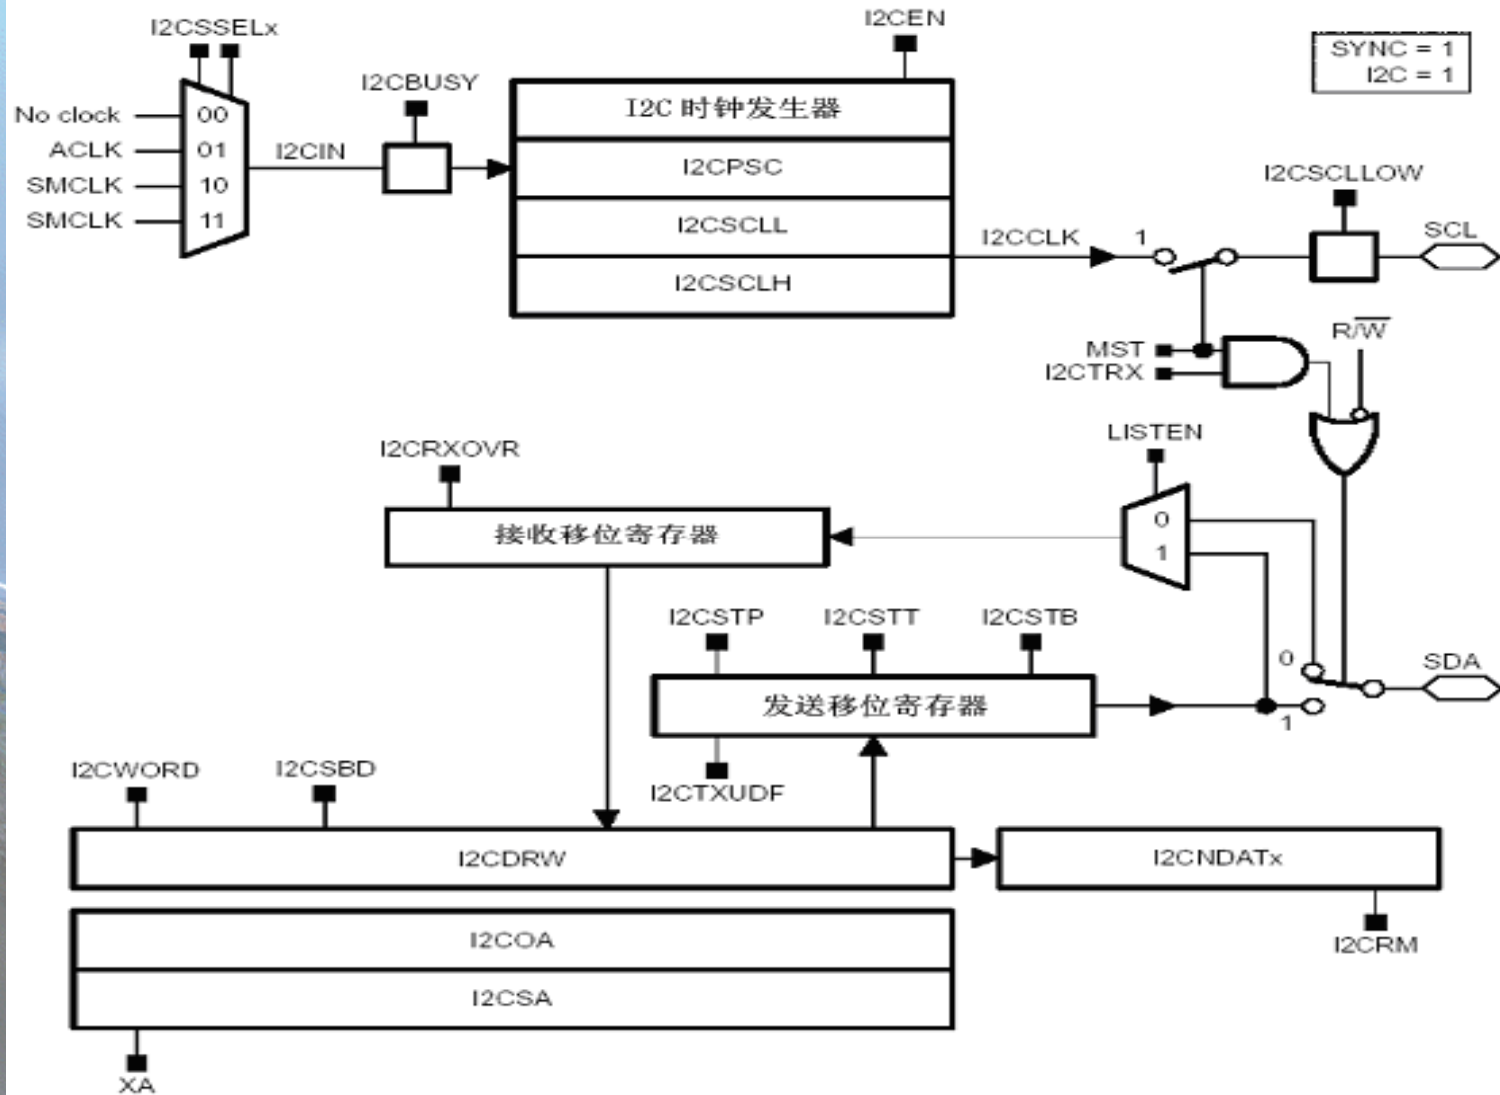 I2CSSELx
I2CEN
SYNC = 1
I2C = 1
I2CBUSY
No clock
00
I2C 时钟发生器
ACLK
01
I2CIN
I2CPSC
SMCLK
10
I2CSCLLOW
SMCLK
11
I2CSCLL
I2CCLK
1
SCL
I2CSCLH
R/W̅
MST
I2CTRX
LISTEN
I2CRXOVR
0
接收移位寄存器
1
I2CSTP
I2CSTT
I2CSTB
0
SDA
发送移位寄存器
1
I2CWORD
I2CSBD
I2CTXUDF
I2CDRW
I2CNDATx
I2COA
I2CRM
I2CSA
XA